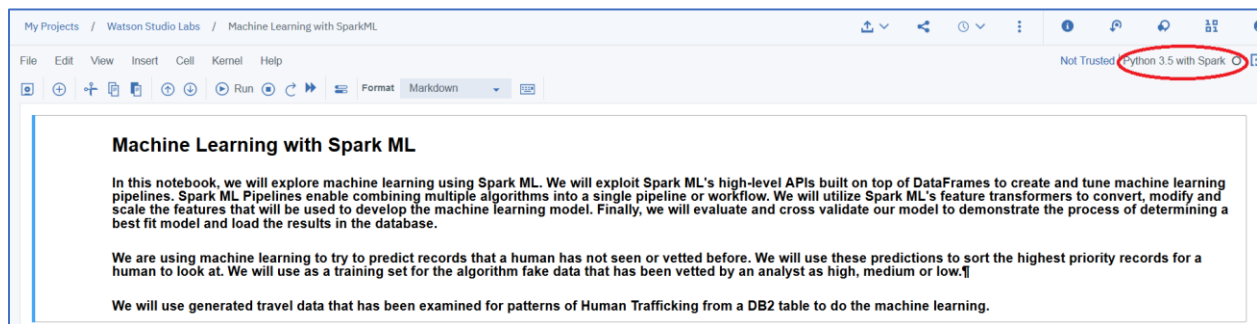 My Projects / Watson Studio Labs / Machine Learning with SparkML
File Edit View Insert Cell Kernel Help
Not Trusted Python 3.5 with Spark
Run Format Markdown
Machine Learning with Spark ML
In this notebook, we will explore machine learning using Spark ML. We will exploit Spark ML's high-level APIs built on top of DataFrames to create and tune machine learning
pipelines. Spark ML Pipelines enable combining multiple algorithms into a single pipeline or workflow. We will utilize Spark ML's feature transformers to convert, modify and
scale the features that will be used to develop the machine learning model. Finally, we will evaluate and cross validate our model to demonstrate the process of determining a
best fit model and load the results in the database.
We are using machine learning to try to predict records that a human has not seen or vetted before. We will use these predictions to sort the highest priority records for a
human to look at. We will use as a training set for the algorithm fake data that has been vetted by an analyst as high, medium or low.¶
We will use generated travel data that has been examined for patterns of Human Trafficking from a DB2 table to do the machine learning.